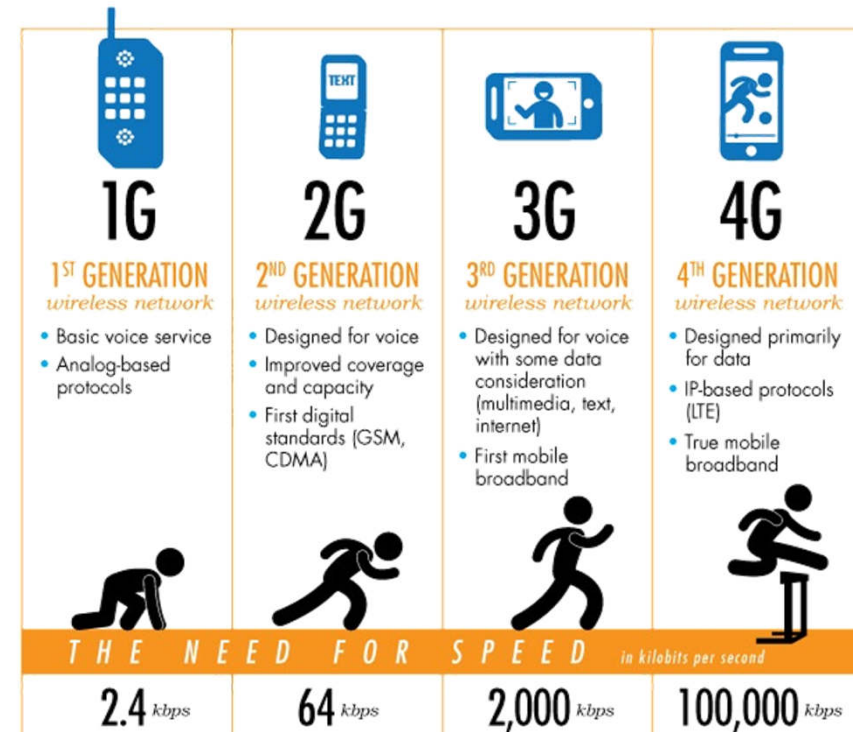 TEXT
1G
1ST GENERATION
wireless network
• Basic voice service
• Analog-based
protocols
2G
2ND GENERATION
wireless network
• Designed for voice
• Improved coverage
and capacity
• First digital
standards (GSM,
CDMA)
3G
3RD GENERATION
wireless network
• Designed for voice
with some data
consideration
(multimedia, text,
internet)
• First mobile
broadband
4G
4TH GENERATION
wireless network
• Designed primarily
for data
• IP-based protocols
(LTE)
• True mobile
broadband
THE NEED FOR SPEED in kilobits per second
2.4 kbps
64 kbps
2,000 kbps
100,000 kbps